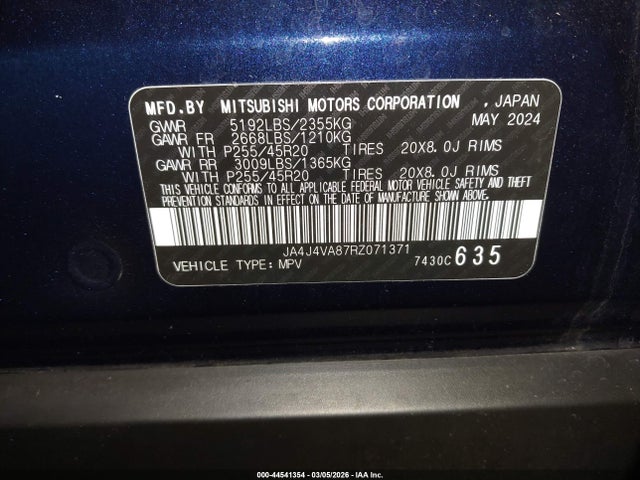 MFD.BY MITSUBISHI MOTORS CORPORATION , JAPAN
GVWR 5192LBS/2355KG MAY 2024
GAWR FR 2668LBS/1210KG
WITH P255/45R20 TIRES 20X8.0J RIMS
GAWR RR 3009LBS/1365KG
WITH P255/45R20 TIRES 20X8.0J RIMS
THIS VEHICLE CONFORMS TO ALL APPLICABLE FEDERAL MOTOR VEHICLE SAFETY AND THEFT
PREVENTION STANDARDS IN EFFECT ON THE DATE OF MANUFACTURE SHOWN ABOVE.
JA4J4VA87RZ071371
VEHICLE TYPE: MPV 7430C 635
000-44541354 - 03/05/2026 - IAA Inc.